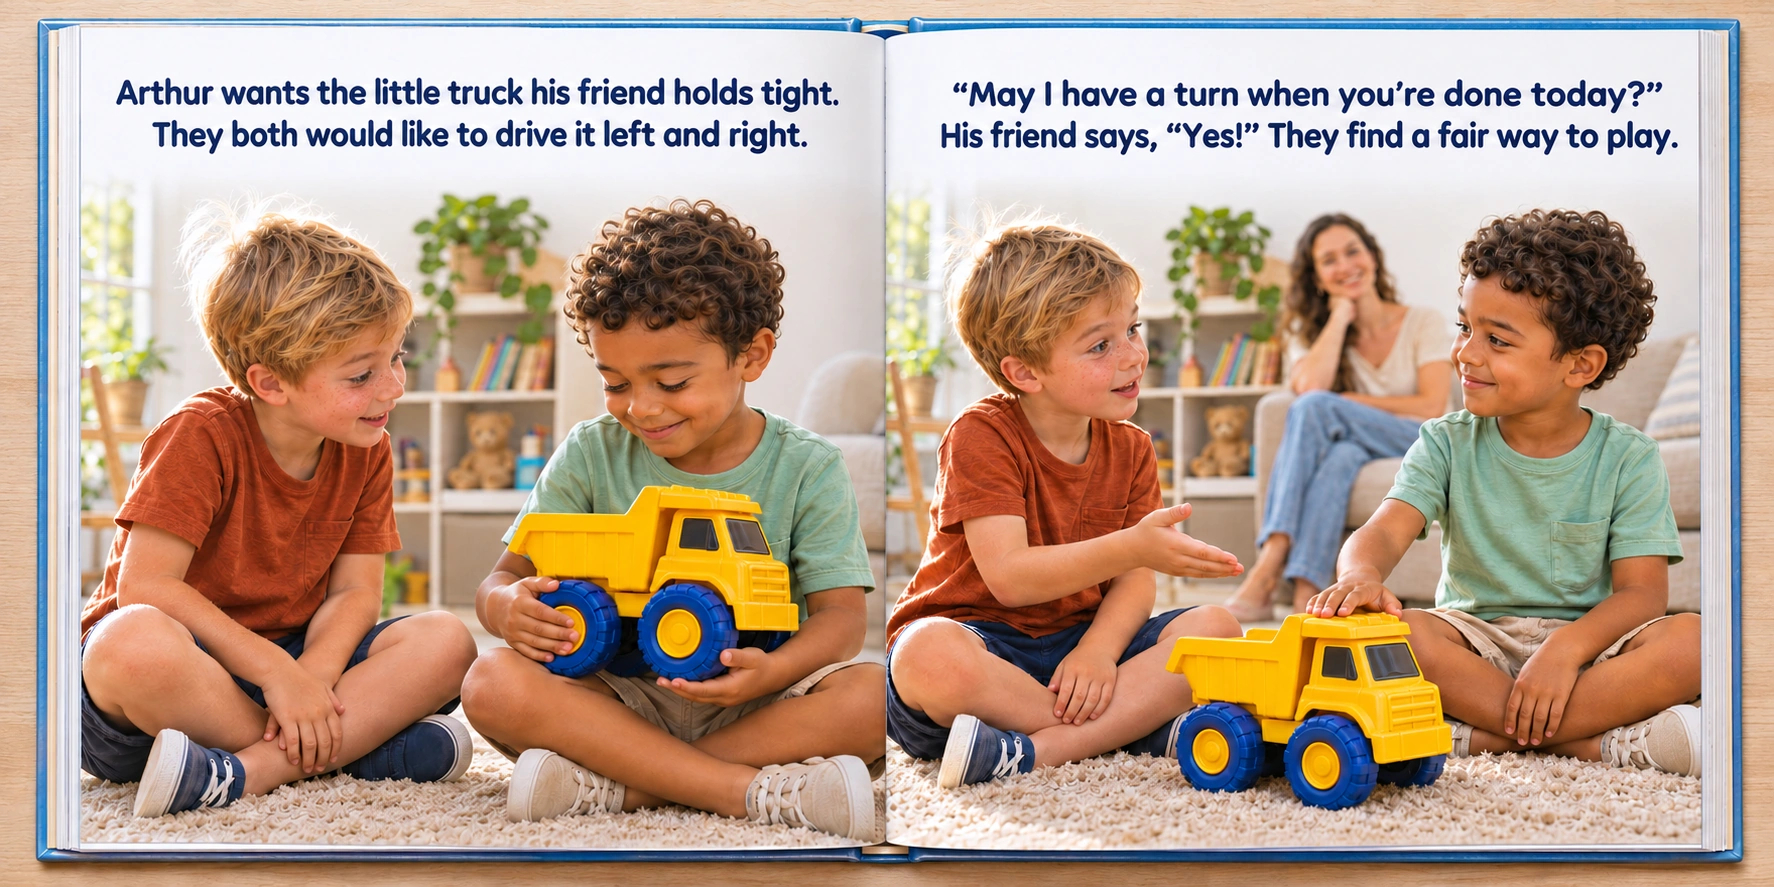 Arthur wants the little truck his friend holds tight.
They both would like to drive it left and right.
“May I have a turn when you’re done today?”
His friend says, “Yes!” They find a fair way to play.